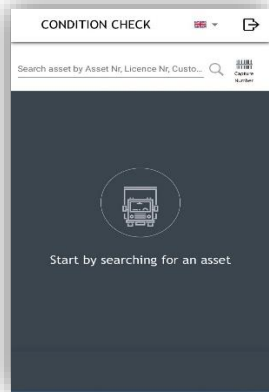 CONDITION CHECK
Search asset by Asset Nr, Licence Nr, Custo...
Capture
Number
Start by searching for an asset